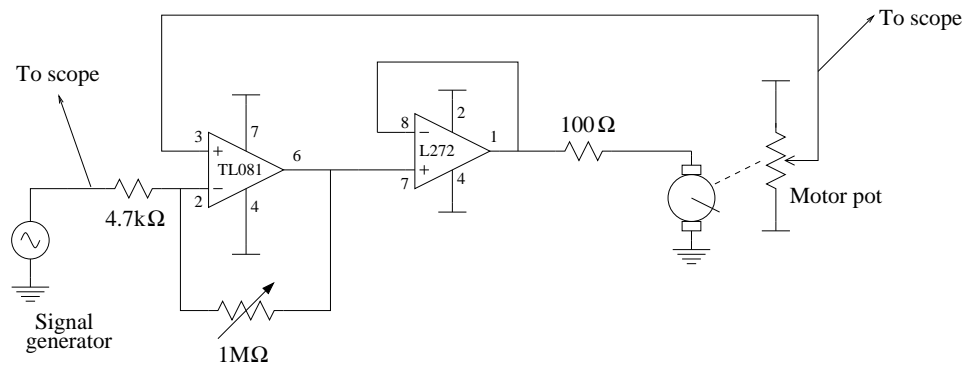 To scope
To scope
3
+
7
TL081
6
−
2
4
4.7kΩ
1MΩ
Signal
generator
8
−
2
L272
1
+
7
4
100Ω
Motor pot